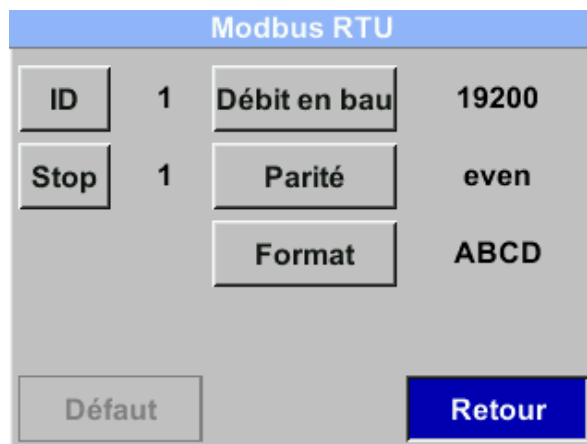 Modbus RTU
ID 1 Débit en bau 19200
Stop 1 Parité even
Format ABCD
Défaut Retour